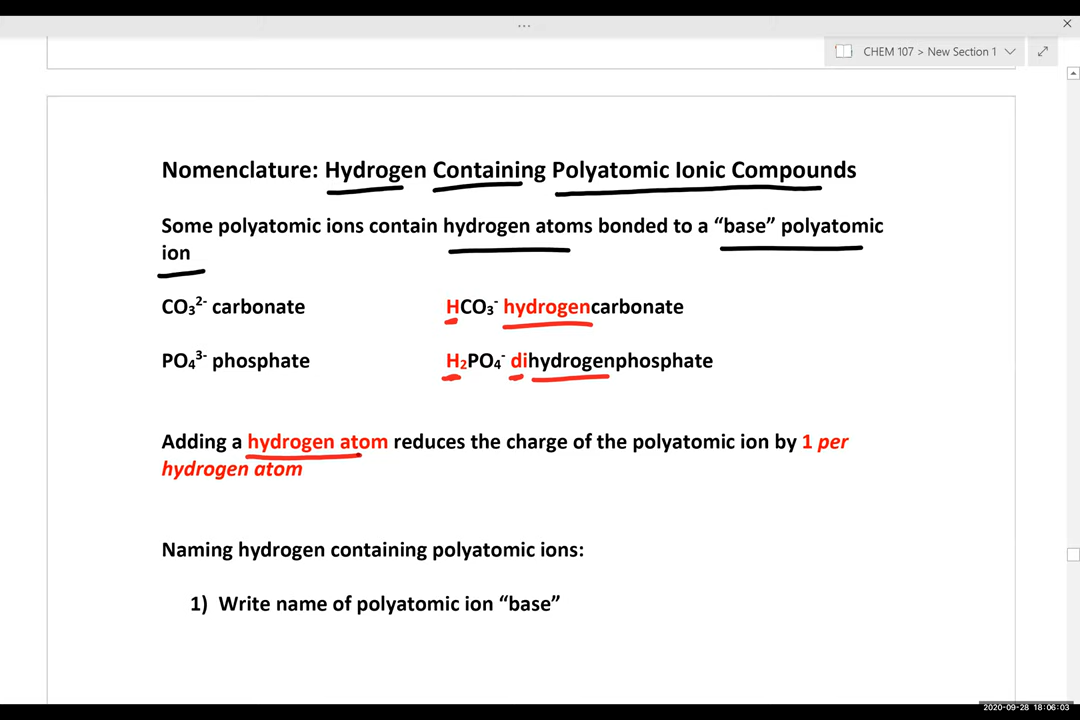 CHEM 107 > New Section 1
Nomenclature: Hydrogen Containing Polyatomic Ionic Compounds
Some polyatomic ions contain hydrogen atoms bonded to a “base” polyatomic
ion
CO₃²⁻ carbonate HCO₃⁻ hydrogencarbonate
PO₄³⁻ phosphate H₂PO₄⁻ dihydrogenphosphate
Adding a hydrogen atom reduces the charge of the polyatomic ion by 1 per
hydrogen atom
Naming hydrogen containing polyatomic ions:
1) Write name of polyatomic ion “base”
2020-09-28 18:06:03